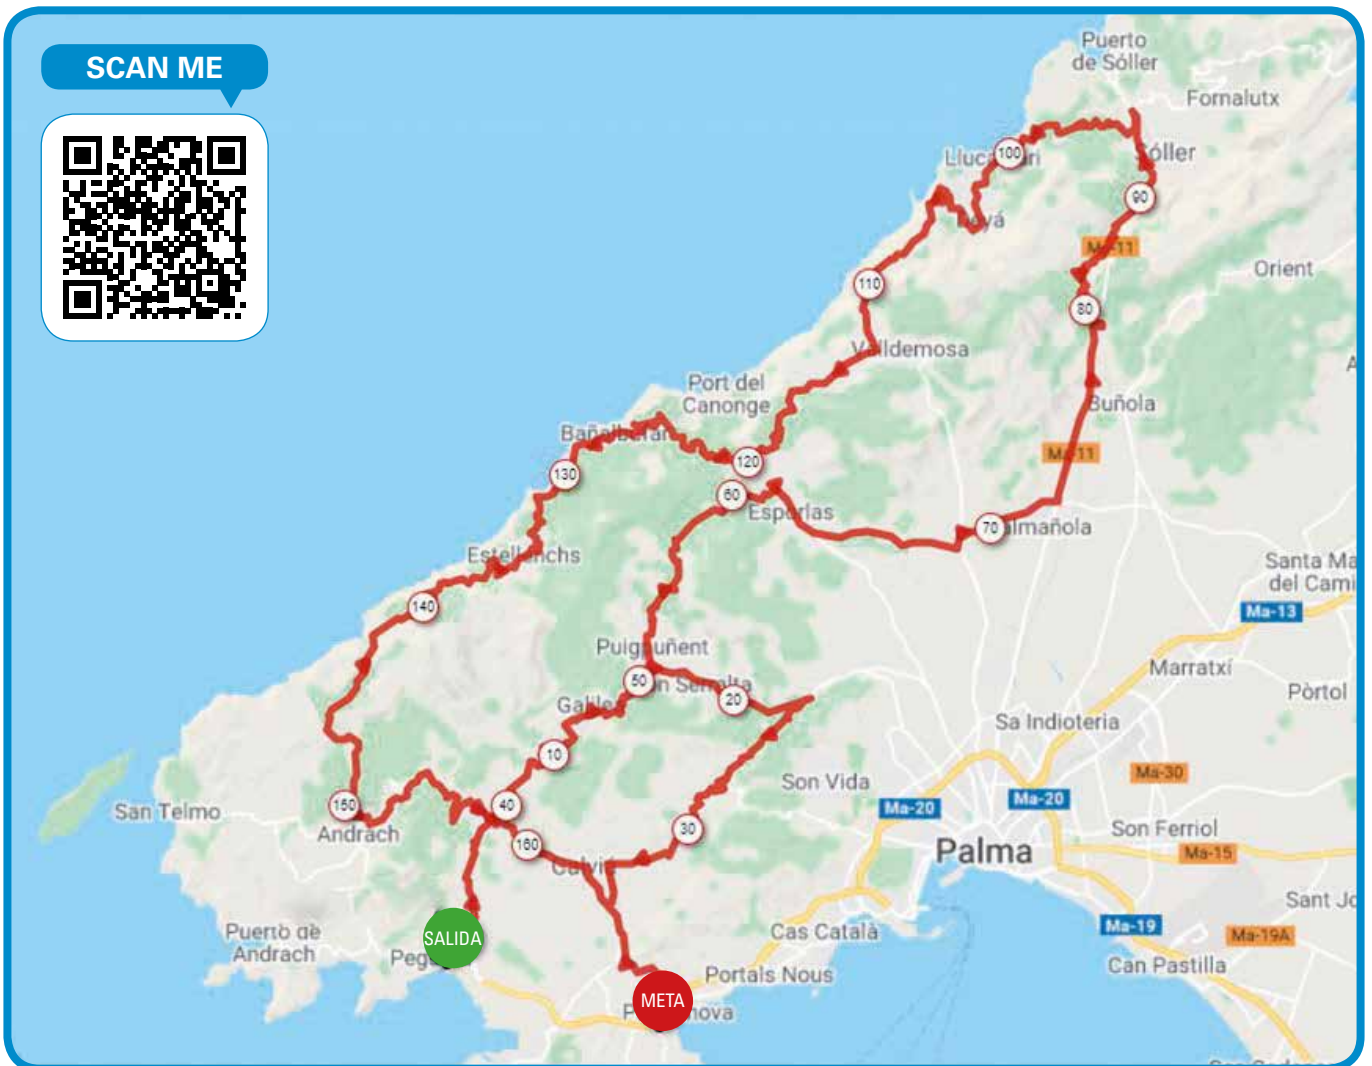 SCAN ME
Puerto
de Sóller
Fornalutx
100
Sóller
90
Ma-11
Orient
110
80
Valldemosa
Port del
Canonge
Buñola
Ma-11
120
130
60
Esporlas
70
Santa Ma
del Cami
Ma-13
140
Puigpuñent
Marratxí
50
20
Pòrtol
Galilea
Sa Indioteria
10
Son Vida
Ma-30
Ma-20
Ma-20
40
150
San Telmo
Andrach
30
Son Ferriol
160
Palma
Ma-15
Calvià
Sant Jo
SALIDA
Puerto de
Andrach
Cas Català
Ma-19
Ma-19A
Portals Nous
Can Pastilla
META